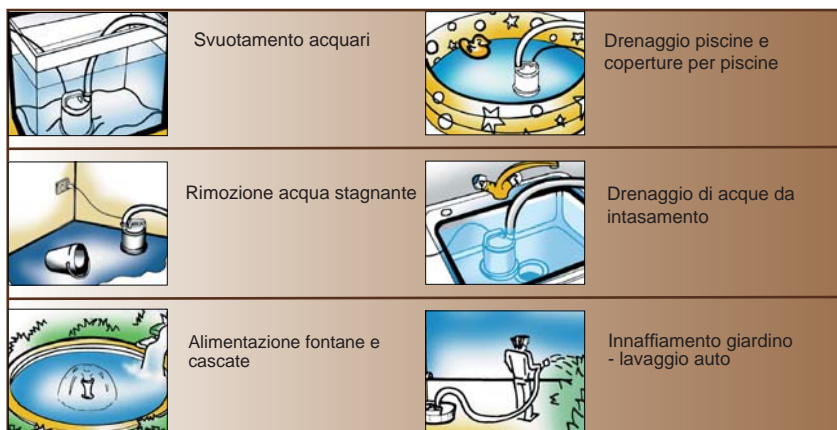 Svuotamento acquari
Drenaggio piscine e
coperture per piscine
Rimozione acqua stagnante
Drenaggio di acque da
intasamento
Alimentazione fontane e
cascate
Innaffiamento giardino
- lavaggio auto